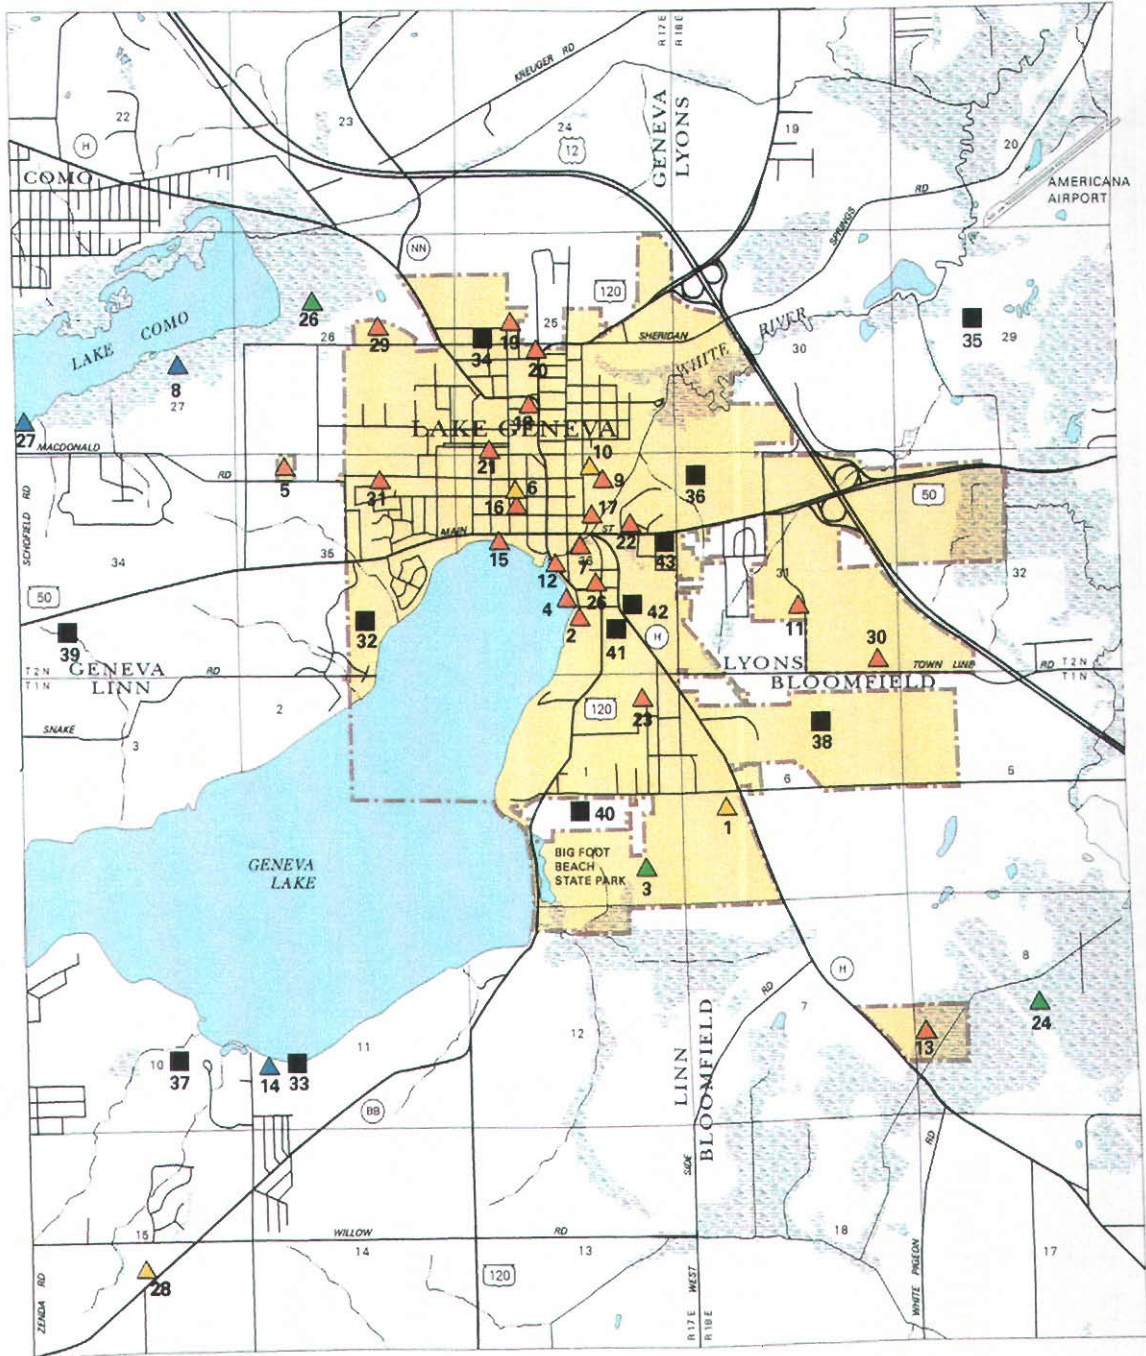 KREUGER RD
R17E
R18E
GENEVA
LYONS
22
23
24
12
19
20
H
COMO
RD
AMERICANA
AIRPORT
SPRINGS
NN
120
26
26
LAKE COMO
29
34
19
25
20
SHERIDAN
WHITE RIVER
30
35
29
8
27
27
18
LAKE GENEVA
MACDONALD
RD
5
31
21
6
16
10
9
17
36
50
SCHOFIELD RD
34
35
MAIN
ST
15
22
43
36
7
12
4
2
26
42
41
H
31
11
32
30
50
39
32
T2N
T1N
GENEVA
LINN
RD
LYONS
BLOOMFIELD
TOWN LINE
RD
T2N
T1N
SNAKE
2
3
120
23
38
1
6
5
40
1
BIG FOOT
BEACH
STATE PARK
3
GENEVA
LAKE
H
8
RD
7
24
13
12
LINN
BLOOMFIELD
11
10
37
14
33
BB
SIDE
RD
WILLOW
RD
15
14
13
18
17
28
120
ZENDA RD
WEST
R17E
R18E
WHITE PIGEON